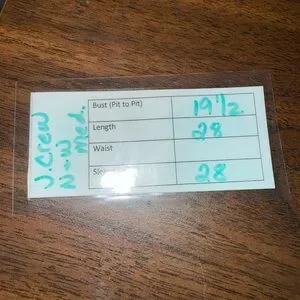 J. Crew
N-W
Med.
Bust (Pit to Pit) 19 1/2
Length 28
Waist
28